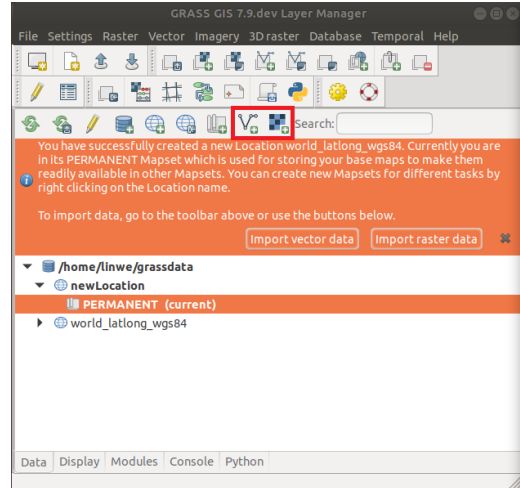 GRASS GIS 7.9.dev Layer Manager
File Settings Raster Vector Imagery 3D raster Database Temporal Help
Search:
You have successfully created a new Location world_latlong_wgs84. Currently you are
in its PERMANENT Mapset which is used for storing your base maps to make them
readily available in other Mapsets. You can create new Mapsets for different tasks by
right clicking on the Location name.
To import data, go to the toolbar above or use the buttons below.
Import vector data Import raster data
/home/linwe/grassdata
newLocation
PERMANENT (current)
world_latlong_wgs84
Data Display Modules Console Python